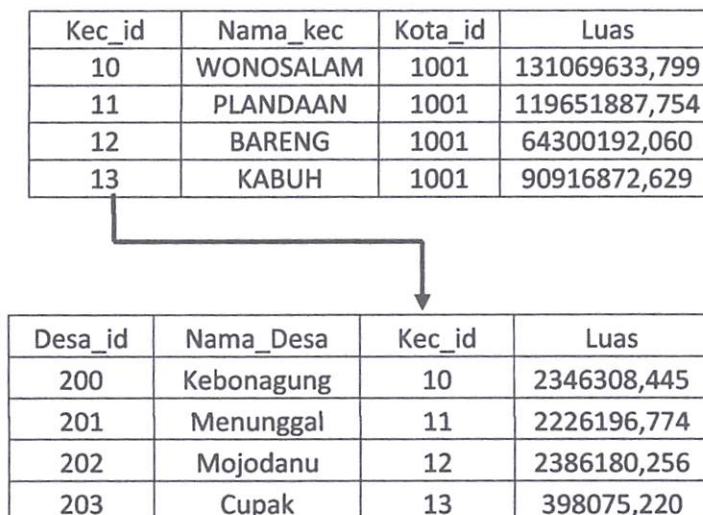 Kec_id Nama_kec Kota_id Luas
10 WONOSALAM 1001 131069633,799
11 PLANDAAN 1001 119651887,754
12 BARENG 1001 64300192,060
13 KABUH 1001 90916872,629
Desa_id Nama_Desa Kec_id Luas
200 Kebonagung 10 2346308,445
201 Menunggal 11 2226196,774
202 Mojodanu 12 2386180,256
203 Cupak 13 398075,220